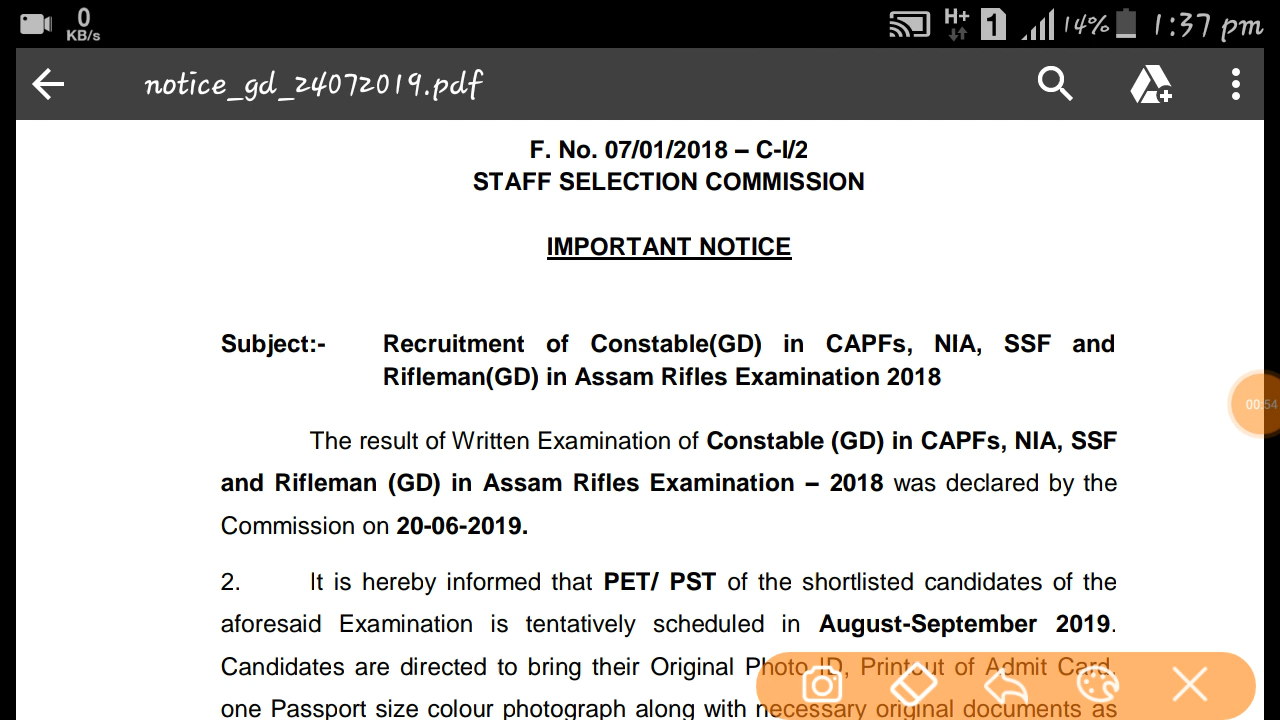 0
KB/s
H+
1
14%
1:37 pm
notice_gd_24072019.pdf
F. No. 07/01/2018 – C-I/2
STAFF SELECTION COMMISSION
IMPORTANT NOTICE
Subject:- Recruitment of Constable(GD) in CAPFs, NIA, SSF and
Rifleman(GD) in Assam Rifles Examination 2018
The result of Written Examination of Constable (GD) in CAPFs, NIA, SSF
and Rifleman (GD) in Assam Rifles Examination – 2018 was declared by the
Commission on 20-06-2019.
00:54
2. It is hereby informed that PET/ PST of the shortlisted candidates of the
aforesaid Examination is tentatively scheduled in August-September 2019.
Candidates are directed to bring their Original Photo ID, Printout of Admit Card,
one Passport size colour photograph along with necessary original documents as